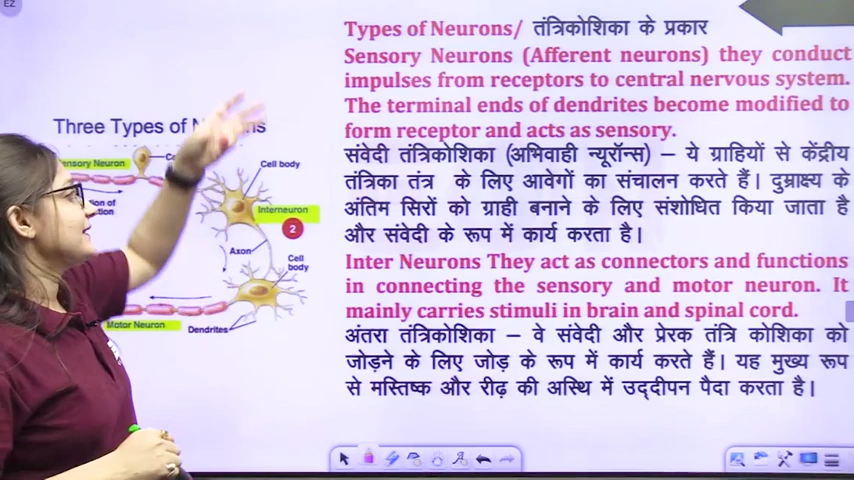 EZ
Types of Neurons/ तंत्रिकोशिका के प्रकार
Sensory Neurons (Afferent neurons) they conduct
impulses from receptors to central nervous system.
The terminal ends of dendrites become modified to
form receptor and acts as sensory.
संवेदी तंत्रिकोशिका (अभिवाही न्यूरॉन्स) – ये ग्राहियों से केंद्रीय
तंत्रिका तंत्र के लिए आवेगों का संचालन करते हैं। दुम्राक्ष्य के
अंतिम सिरों को ग्राही बनाने के लिए संशोधित किया जाता है
और संवेदी के रूप में कार्य करता है।
Inter Neurons They act as connectors and functions
in connecting the sensory and motor neuron. It
mainly carries stimuli in brain and spinal cord.
अंतरा तंत्रिकोशिका – वे संवेदी और प्रेरक तंत्रि कोशिका को
जोड़ने के लिए जोड़ के रूप में कार्य करते हैं। यह मुख्य रूप
से मस्तिष्क और रीढ़ की अस्थि में उद्दीपन पैदा करता है।
Three Types of
Sensory Neuron
Cell body
Interneuron
2
Axon
Cell
body
Motor Neuron
Dendrites